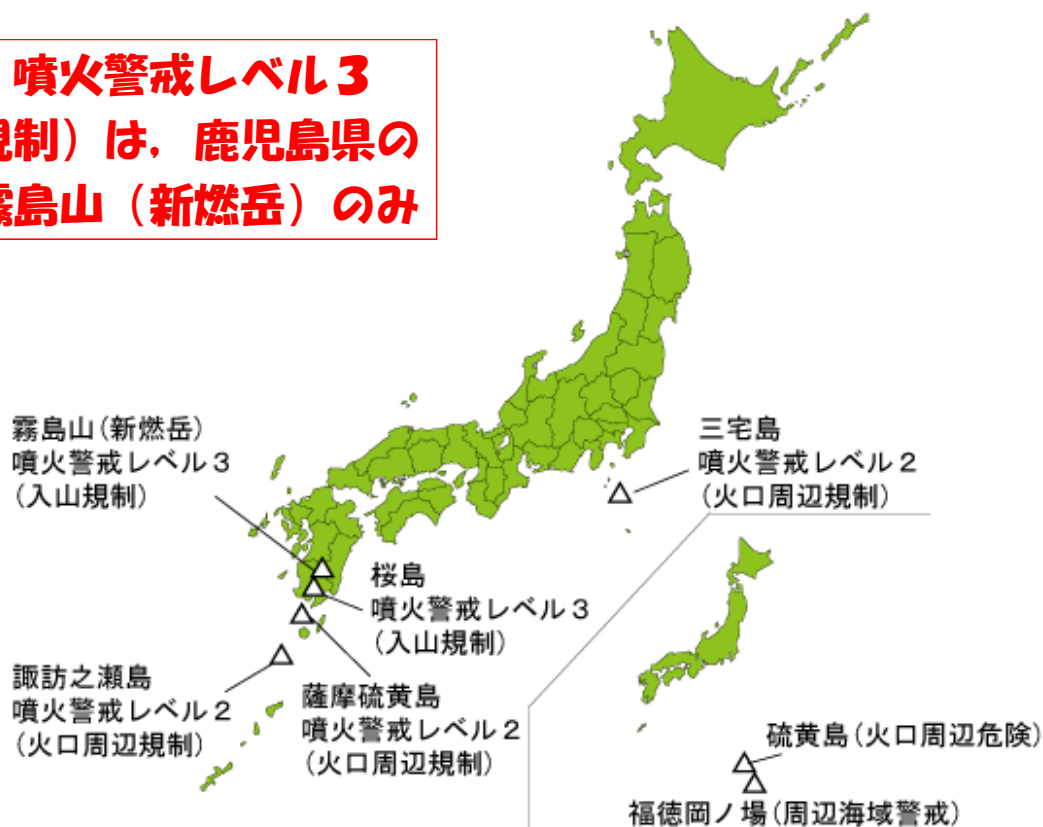 噴火警戒レベル３
規制）は，鹿児島県の
霧島山（新燃岳）のみ
霧島山(新燃岳)
噴火警戒レベル３
(入山規制)
三宅島
噴火警戒レベル２
(火口周辺規制)
桜島
噴火警戒レベル３
(入山規制)
諏訪之瀬島
噴火警戒レベル２
(火口周辺規制)
薩摩硫黄島
噴火警戒レベル２
(火口周辺規制)
硫黄島(火口周辺危険)
福徳岡ノ場(周辺海域警戒)